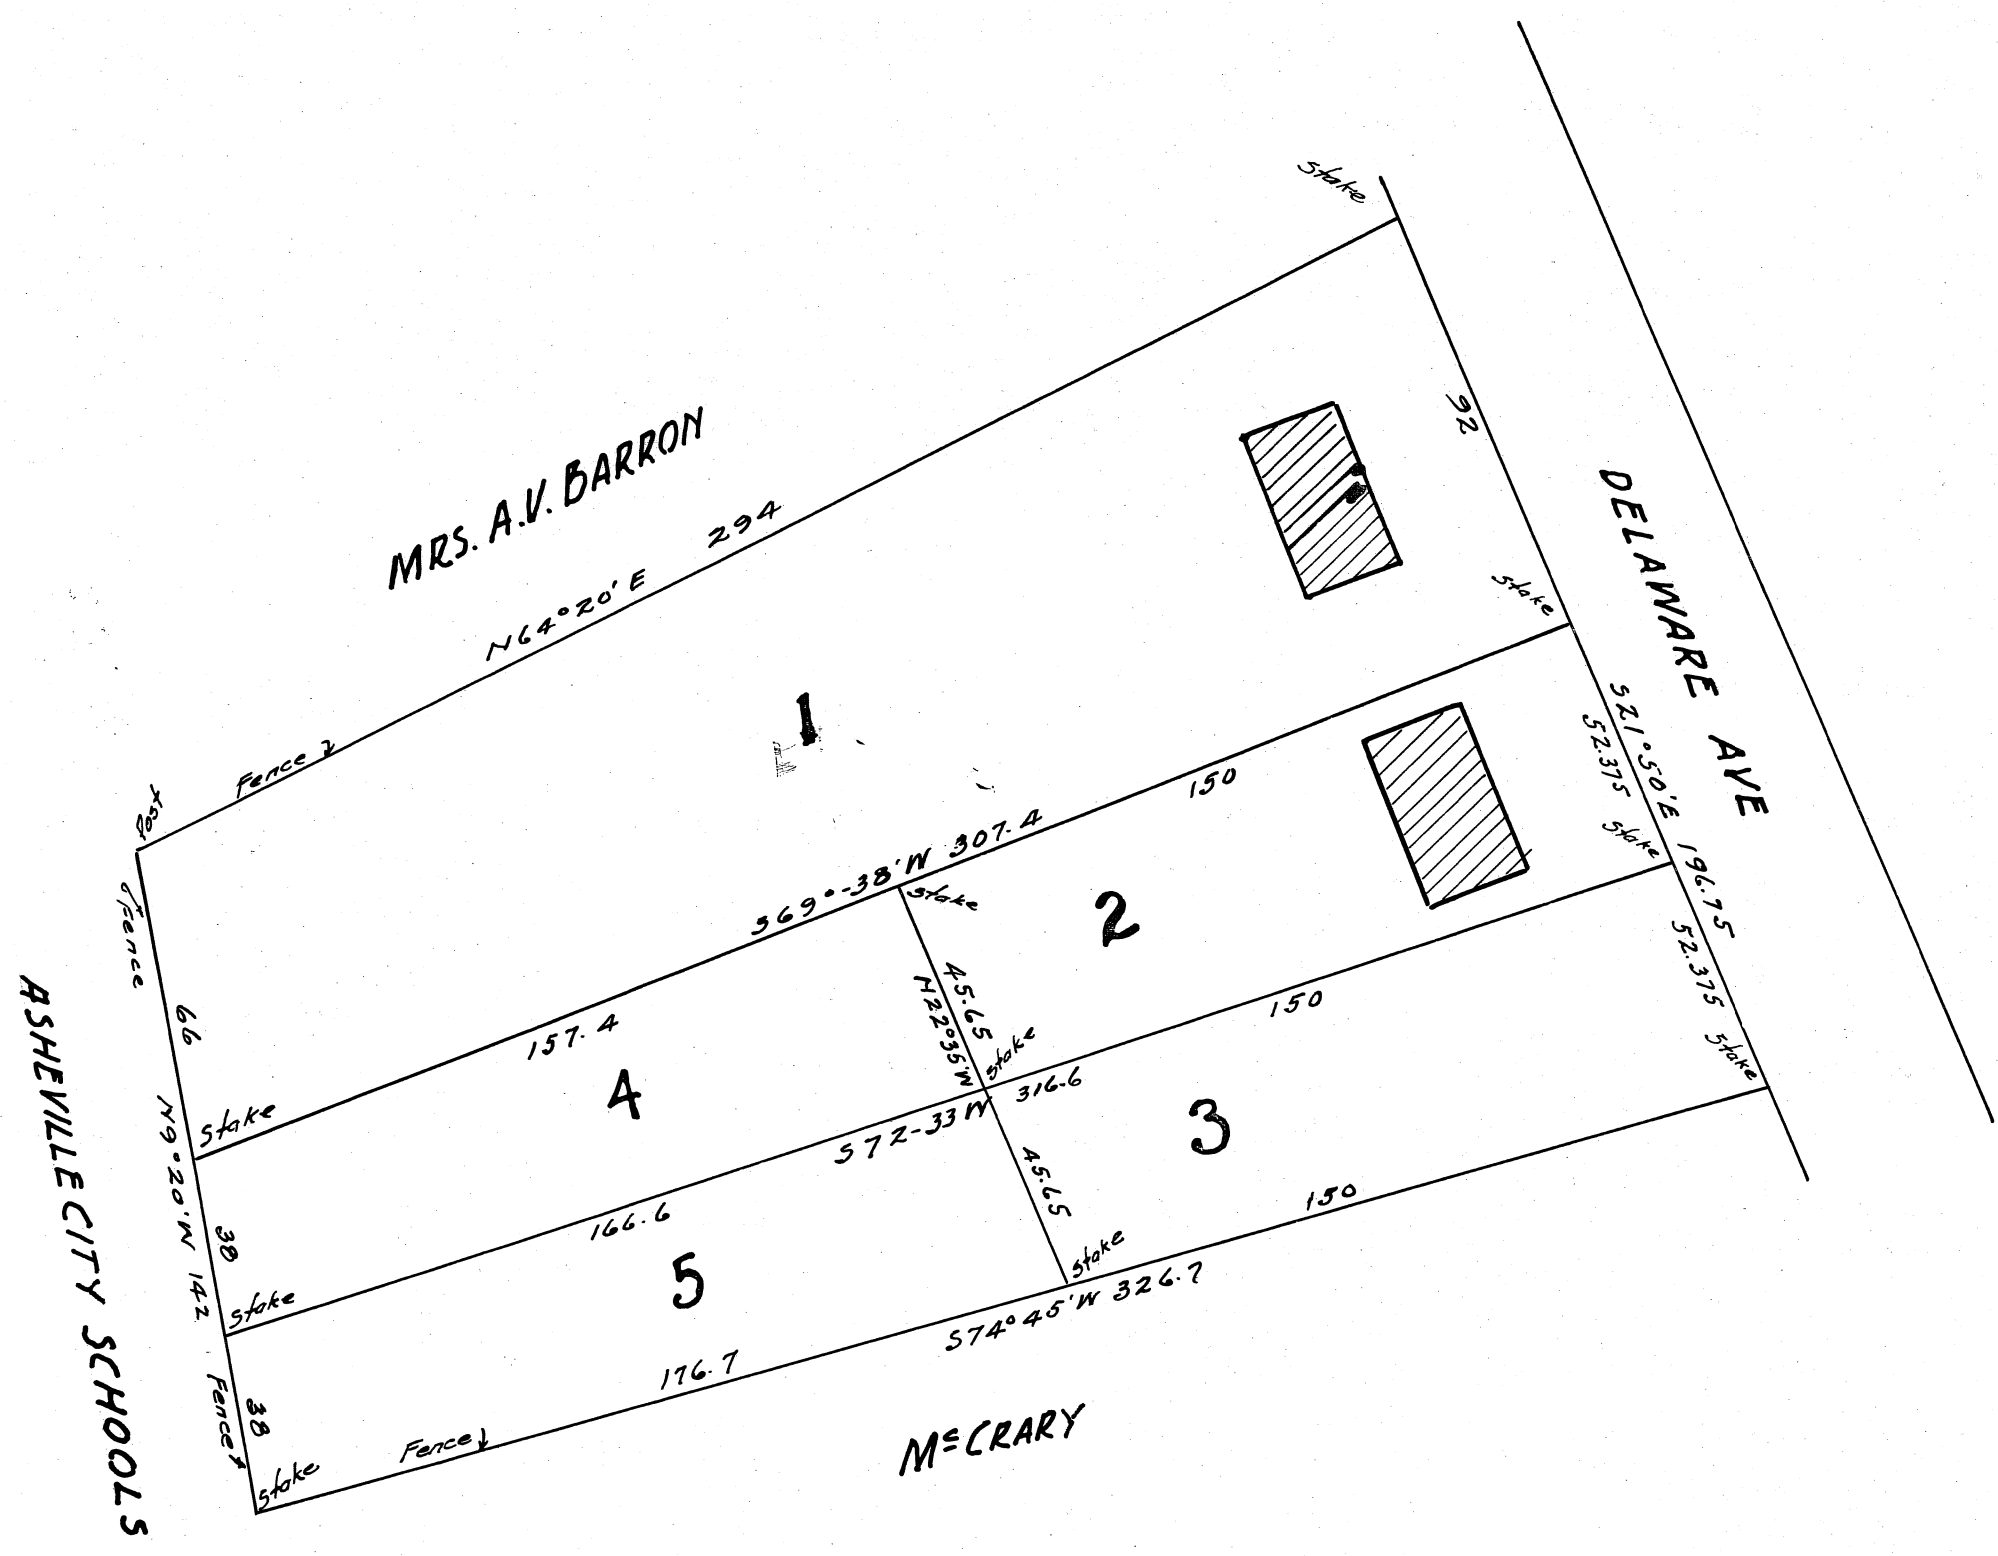 Stake
92
MRS. A.V. BARRON
294
N64°20'E
DELAWARE AVE
Stake
1
S21°50'E 196.75
52.375
Fence
Post
150
S69°-38'W 307.4
Stake
Stake
Fence
2
45.65
N22°35'W
52.375
66
ASHEVILLE CITY SCHOOLS
157.4
150
Stake
Stake
4
316.6
S72-33W
3
Stake
N9°20'W 142
45.65
150
166.6
38
5
Stake
Stake
S74°45'W 326.7
176.7
Fence
38
Fence
McCRARY
Stake